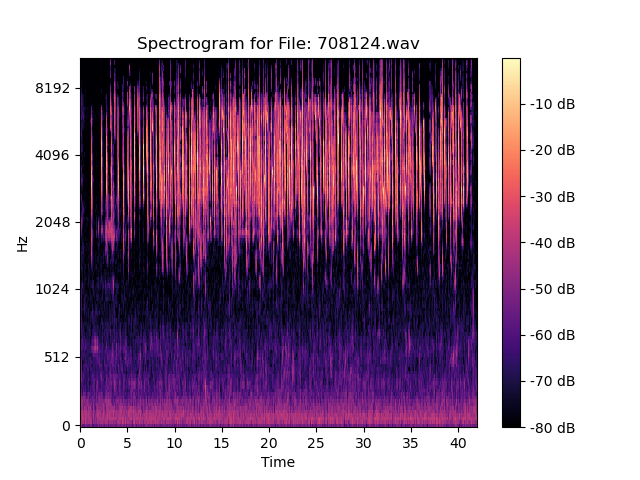 Spectrogram for File: 708124.wav
8192
4096
2048
1024
512
0
Hz
0 5 10 15 20 25 30 35 40
Time
-10 dB
-20 dB
-30 dB
-40 dB
-50 dB
-60 dB
-70 dB
-80 dB